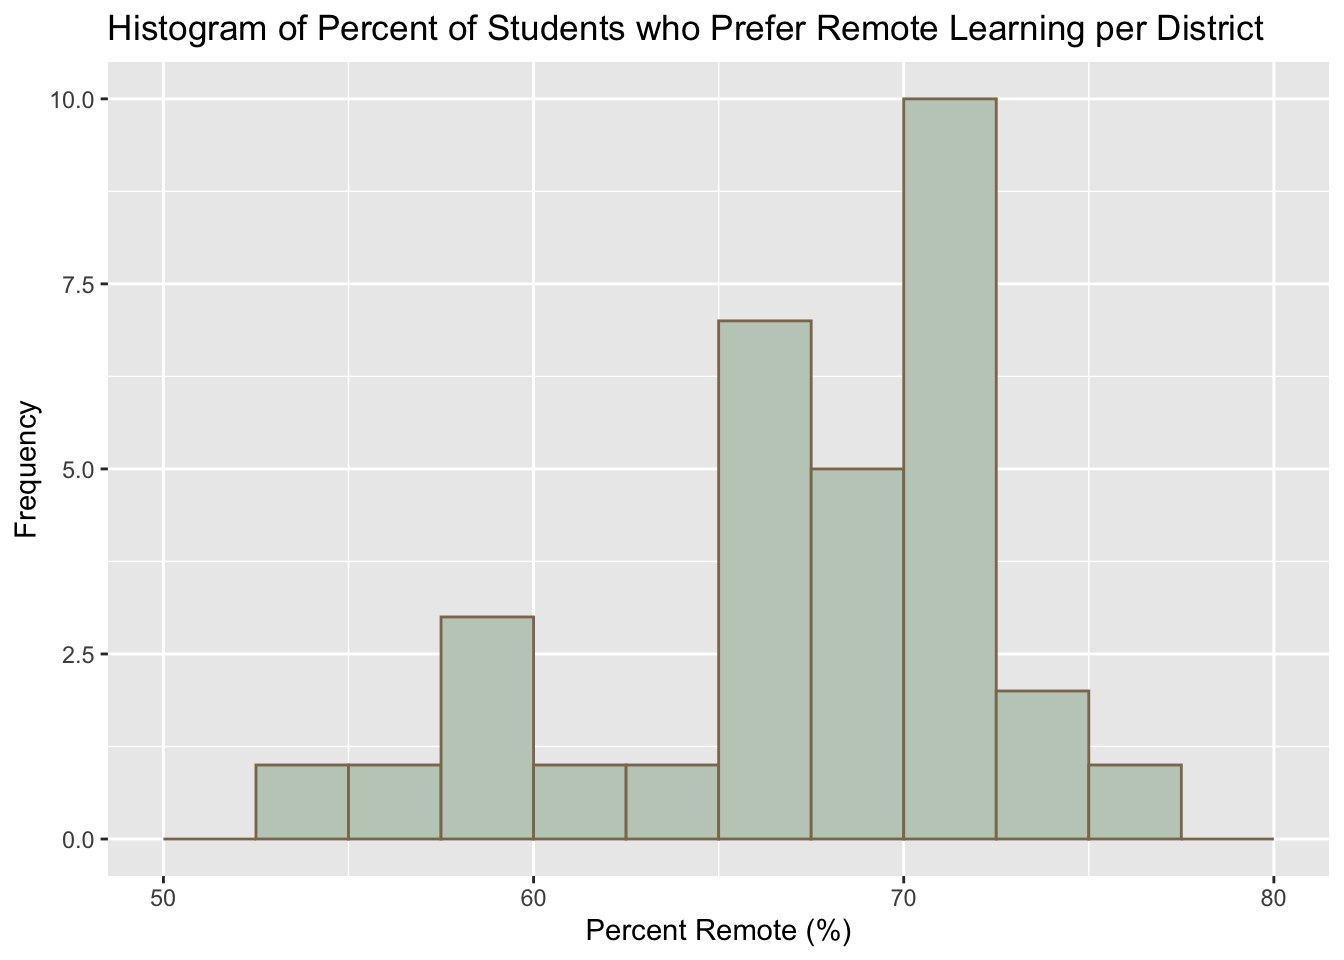 Histogram of Percent of Students who Prefer Remote Learning per District
10.0
7.5
5.0
2.5
0.0
Frequency
50 60 70 80
Percent Remote (%)